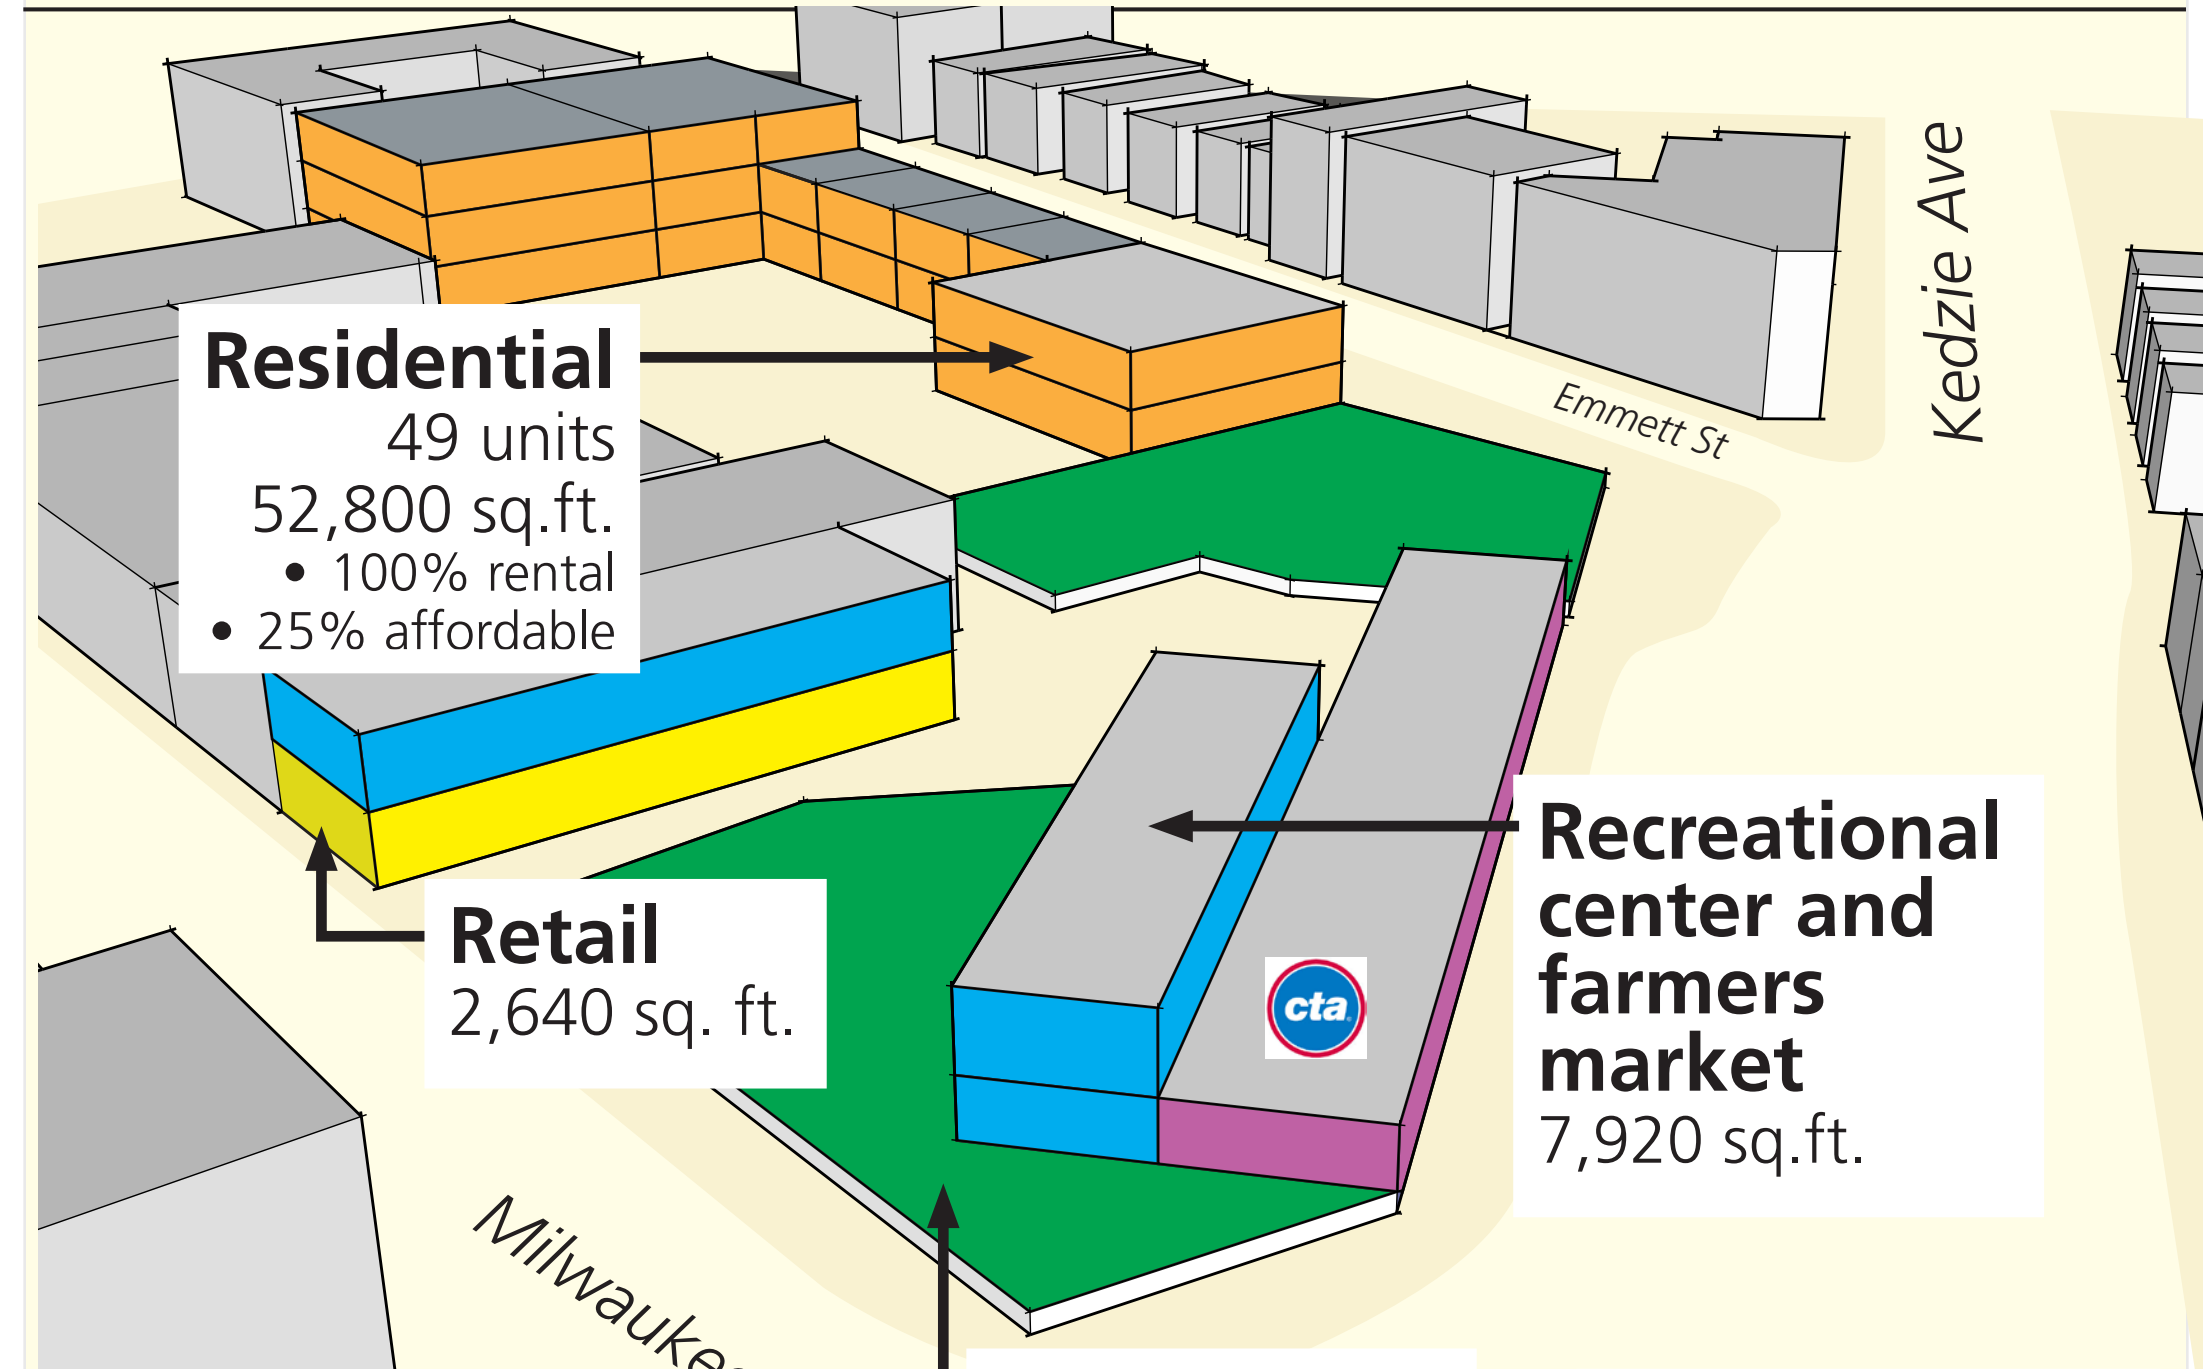 Kedzie Ave
Residential
49 units
52,800 sq.ft.
• 100% rental
• 25% affordable
Emmett St
Recreational
center and
farmers
market
7,920 sq.ft.
Retail
2,640 sq. ft.
cta